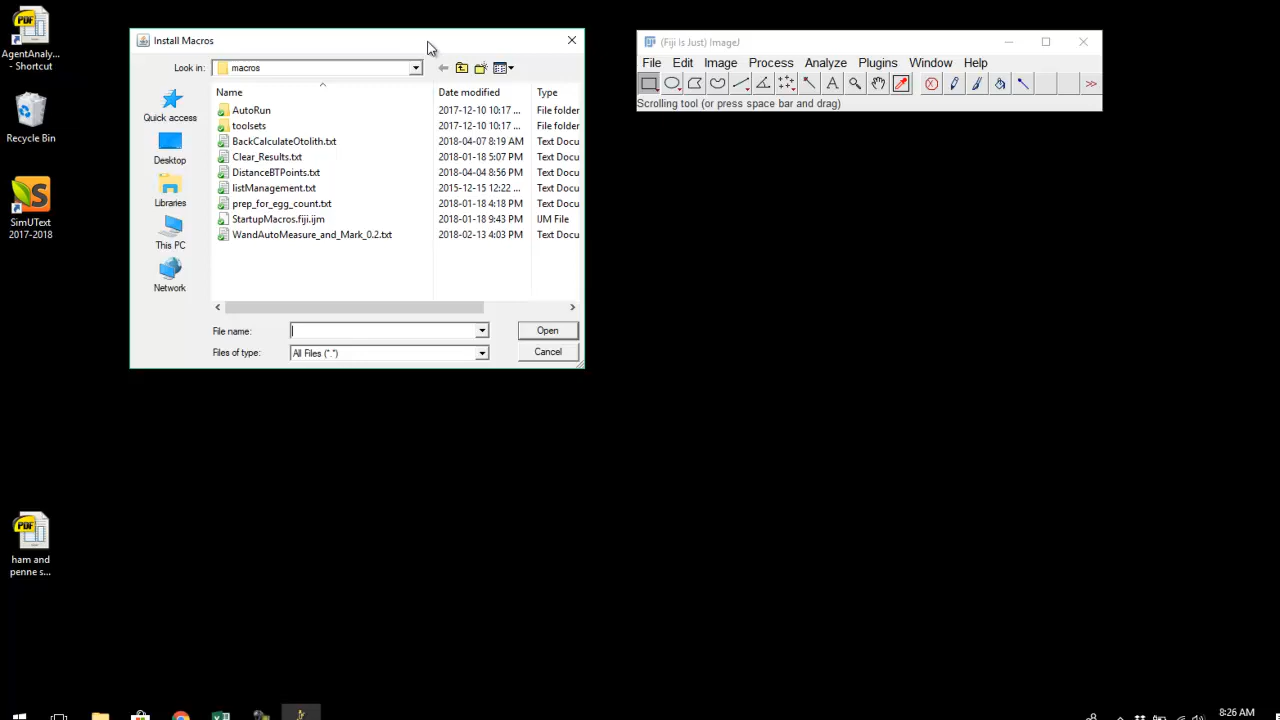 PDF
AgentAnaly...
- Shortcut
Recycle Bin
SimUText
2017-2018
PDF
ham and
penne s...
Install Macros
Look in:
macros
Quick access
Desktop
Libraries
This PC
Network
Name
Date modified
Type
AutoRun
2017-12-10 10:17 ...
File folder
toolsets
2017-12-10 10:17 ...
File folder
BackCalculateOtolith.txt
2018-04-07 8:19 AM
Text Docu
Clear_Results.txt
2018-01-18 5:07 PM
Text Docu
DistanceBTPoints.txt
2018-04-04 8:56 PM
Text Docu
listManagement.txt
2015-12-15 12:22 ...
Text Docu
prep_for_egg_count.txt
2018-01-18 4:18 PM
Text Docu
StartupMacros.fiji.ijm
2018-01-18 9:43 PM
IJM File
WandAutoMeasure_and_Mark_0.2.txt
2018-02-13 4:03 PM
Text Docu
File name:
Open
Files of type:
All Files (*.*)
Cancel
(Fiji Is Just) ImageJ
File Edit Image Process Analyze Plugins Window Help
A
>>
Scrolling tool (or press space bar and drag)
8:26 AM